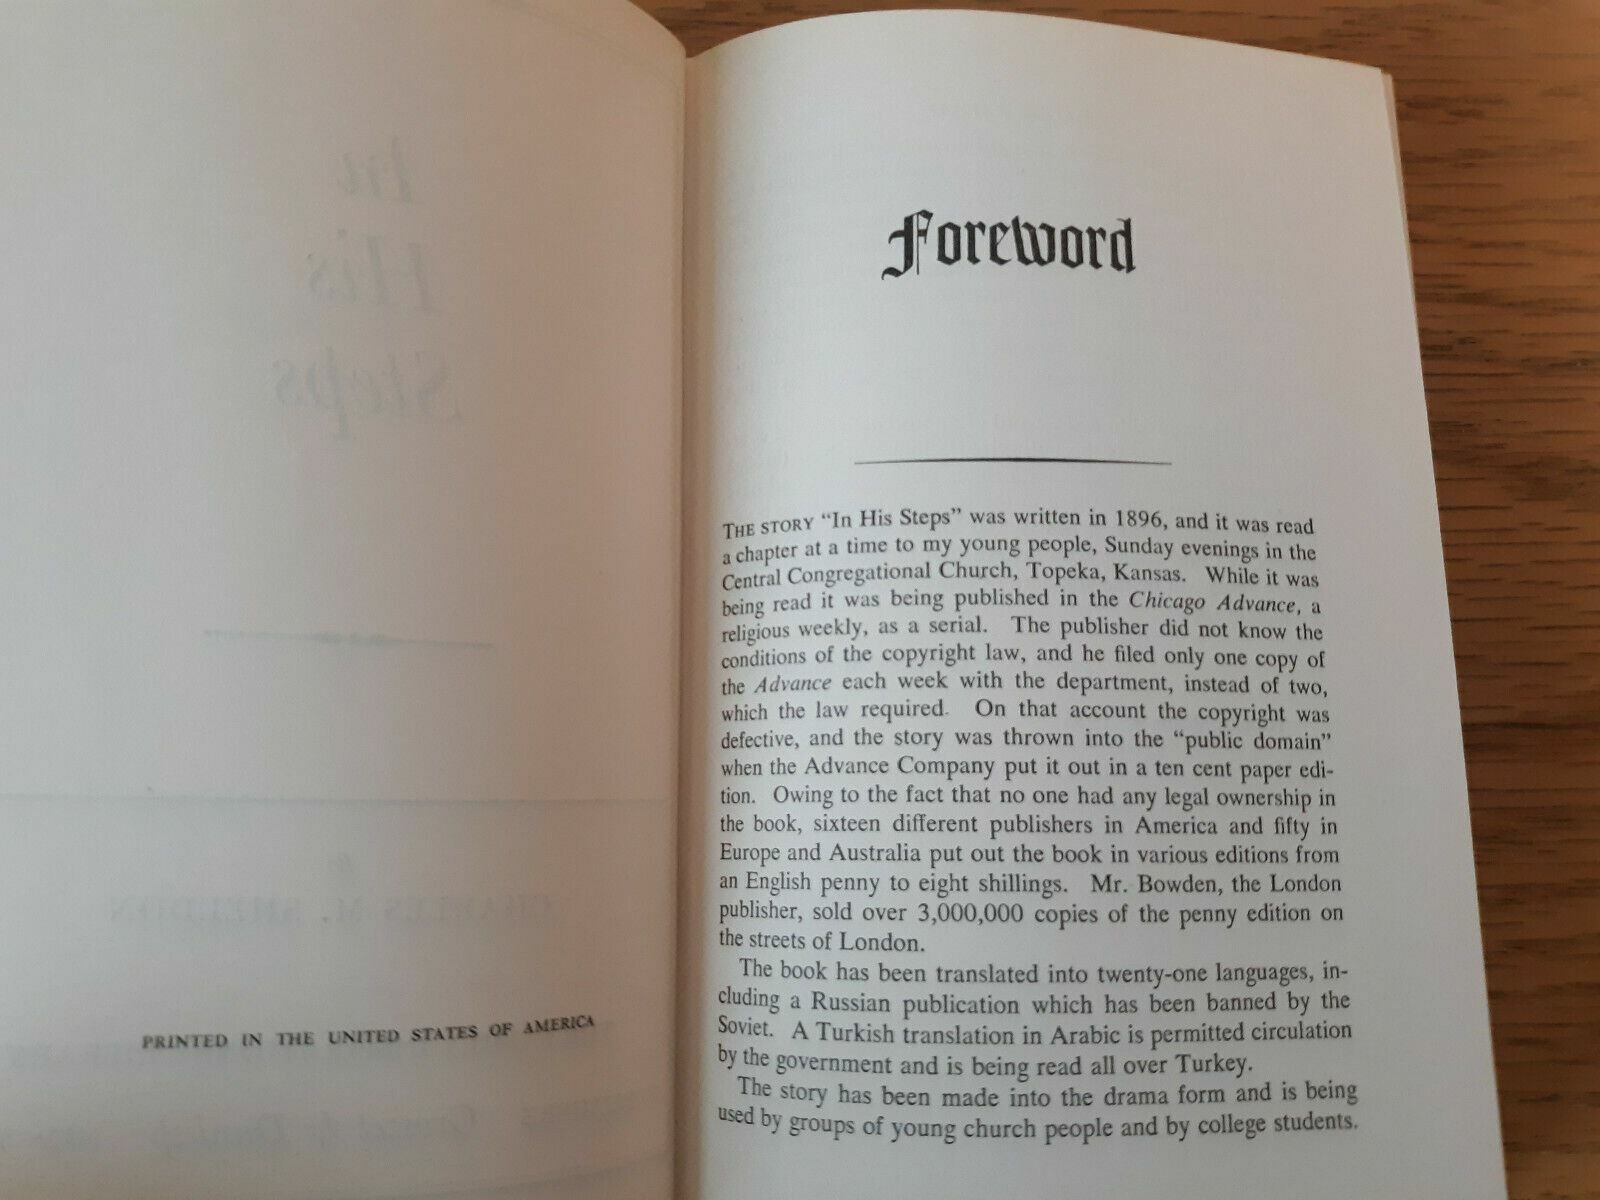 In
His
Steps
CHARLES M. SHELDON
PRINTED IN THE UNITED STATES OF AMERICA
Foreword
THE STORY “In His Steps” was written in 1896, and it was read
a chapter at a time to my young people, Sunday evenings in the
Central Congregational Church, Topeka, Kansas. While it was
being read it was being published in the Chicago Advance, a
religious weekly, as a serial. The publisher did not know the
conditions of the copyright law, and he filed only one copy of
the Advance each week with the department, instead of two,
which the law required. On that account the copyright was
defective, and the story was thrown into the “public domain”
when the Advance Company put it out in a ten cent paper edi-
tion. Owing to the fact that no one had any legal ownership in
the book, sixteen different publishers in America and fifty in
Europe and Australia put out the book in various editions from
an English penny to eight shillings. Mr. Bowden, the London
publisher, sold over 3,000,000 copies of the penny edition on
the streets of London.
The book has been translated into twenty-one languages, in-
cluding a Russian publication which has been banned by the
Soviet. A Turkish translation in Arabic is permitted circulation
by the government and is being read all over Turkey.
The story has been made into the drama form and is being
used by groups of young church people and by college students.